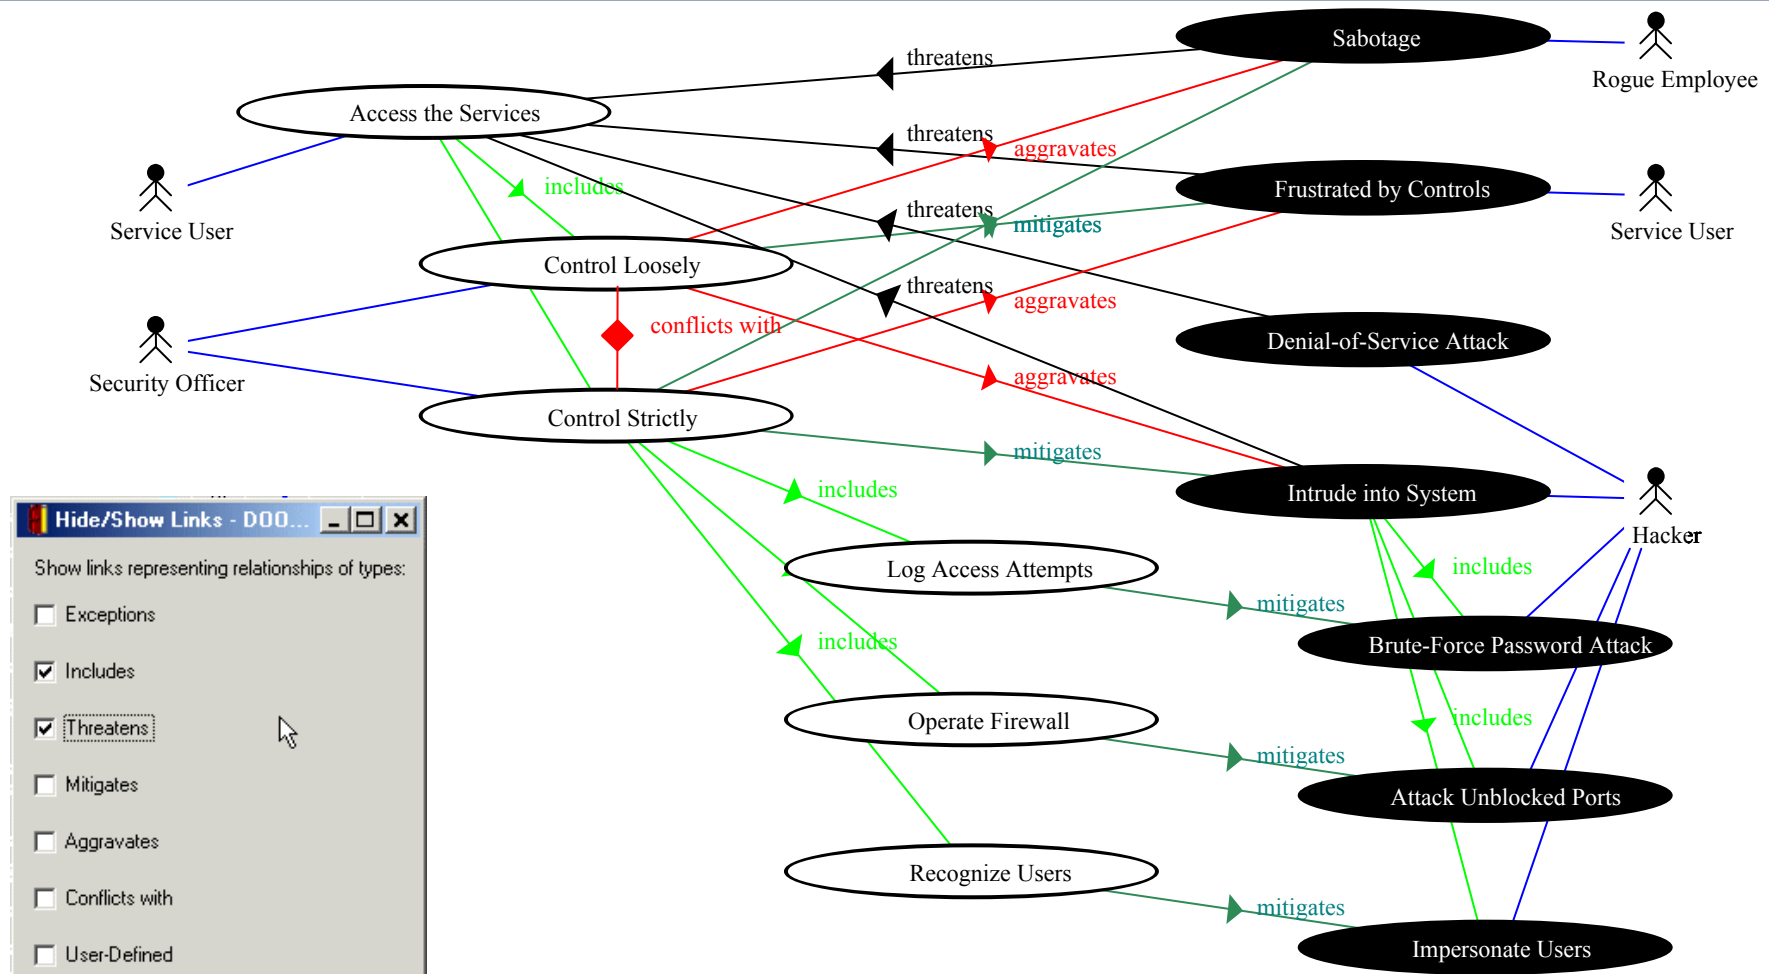 Sabotage
Rogue Employee
threatens
Access the Services
threatens
aggravates
Service User
includes
Frustrated by Controls
Service User
threatens
mitigates
Control Loosely
threatens
aggravates
conflicts with
Security Officer
Denial-of-Service Attack
aggravates
Control Strictly
mitigates
includes
Intrude into System
Hacker
Log Access Attempts
includes
mitigates
Brute-Force Password Attack
includes
Operate Firewall
includes
mitigates
Attack Unblocked Ports
Recognize Users
mitigates
Impersonate Users
Hide/Show Links - DOO...
Show links representing relationships of types:
Exceptions
Includes
Threatens
Mitigates
Aggravates
Conflicts with
User-Defined